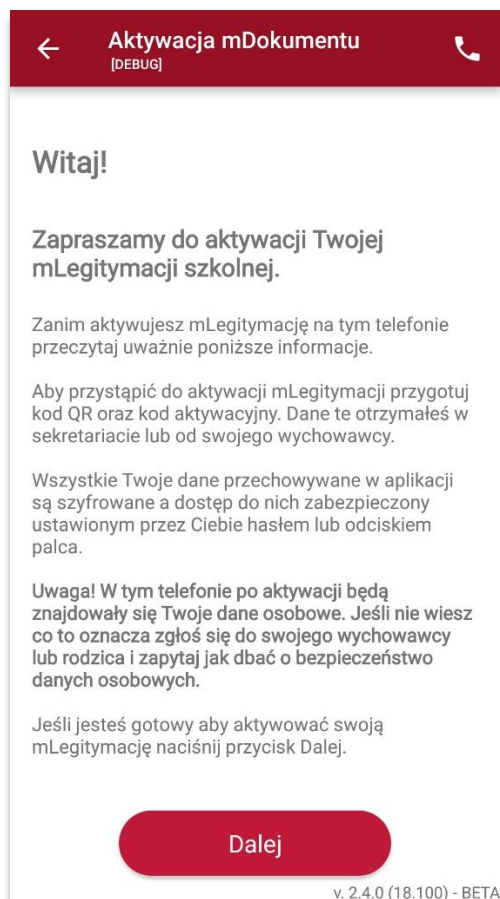 Aktywacja mDokumentu
[DEBUG]
Witaj!
Zapraszamy do aktywacji Twojej
mLegitymacji szkolnej.
Zanim aktywujesz mLegitymację na tym telefonie
przeczytaj uważnie poniższe informacje.
Aby przystąpić do aktywacji mLegitymacji przygotuj
kod QR oraz kod aktywacyjny. Dane te otrzymałeś w
sekretariacie lub od swojego wychowawcy.
Wszystkie Twoje dane przechowywane w aplikacji
są szyfrowane a dostęp do nich zabezpieczony
ustawionym przez Ciebie hasłem lub odciskiem
palca.
Uwaga! W tym telefonie po aktywacji będą
znajdowały się Twoje dane osobowe. Jeśli nie wiesz
co to oznacza zgłoś się do swojego wychowawcy
lub rodzica i zapytaj jak dbać o bezpieczeństwo
danych osobowych.
Jeśli jesteś gotowy aby aktywować swoją
mLegitymację naciśnij przycisk Dalej.
Dalej
v. 2.4.0 (18.100) - BETA